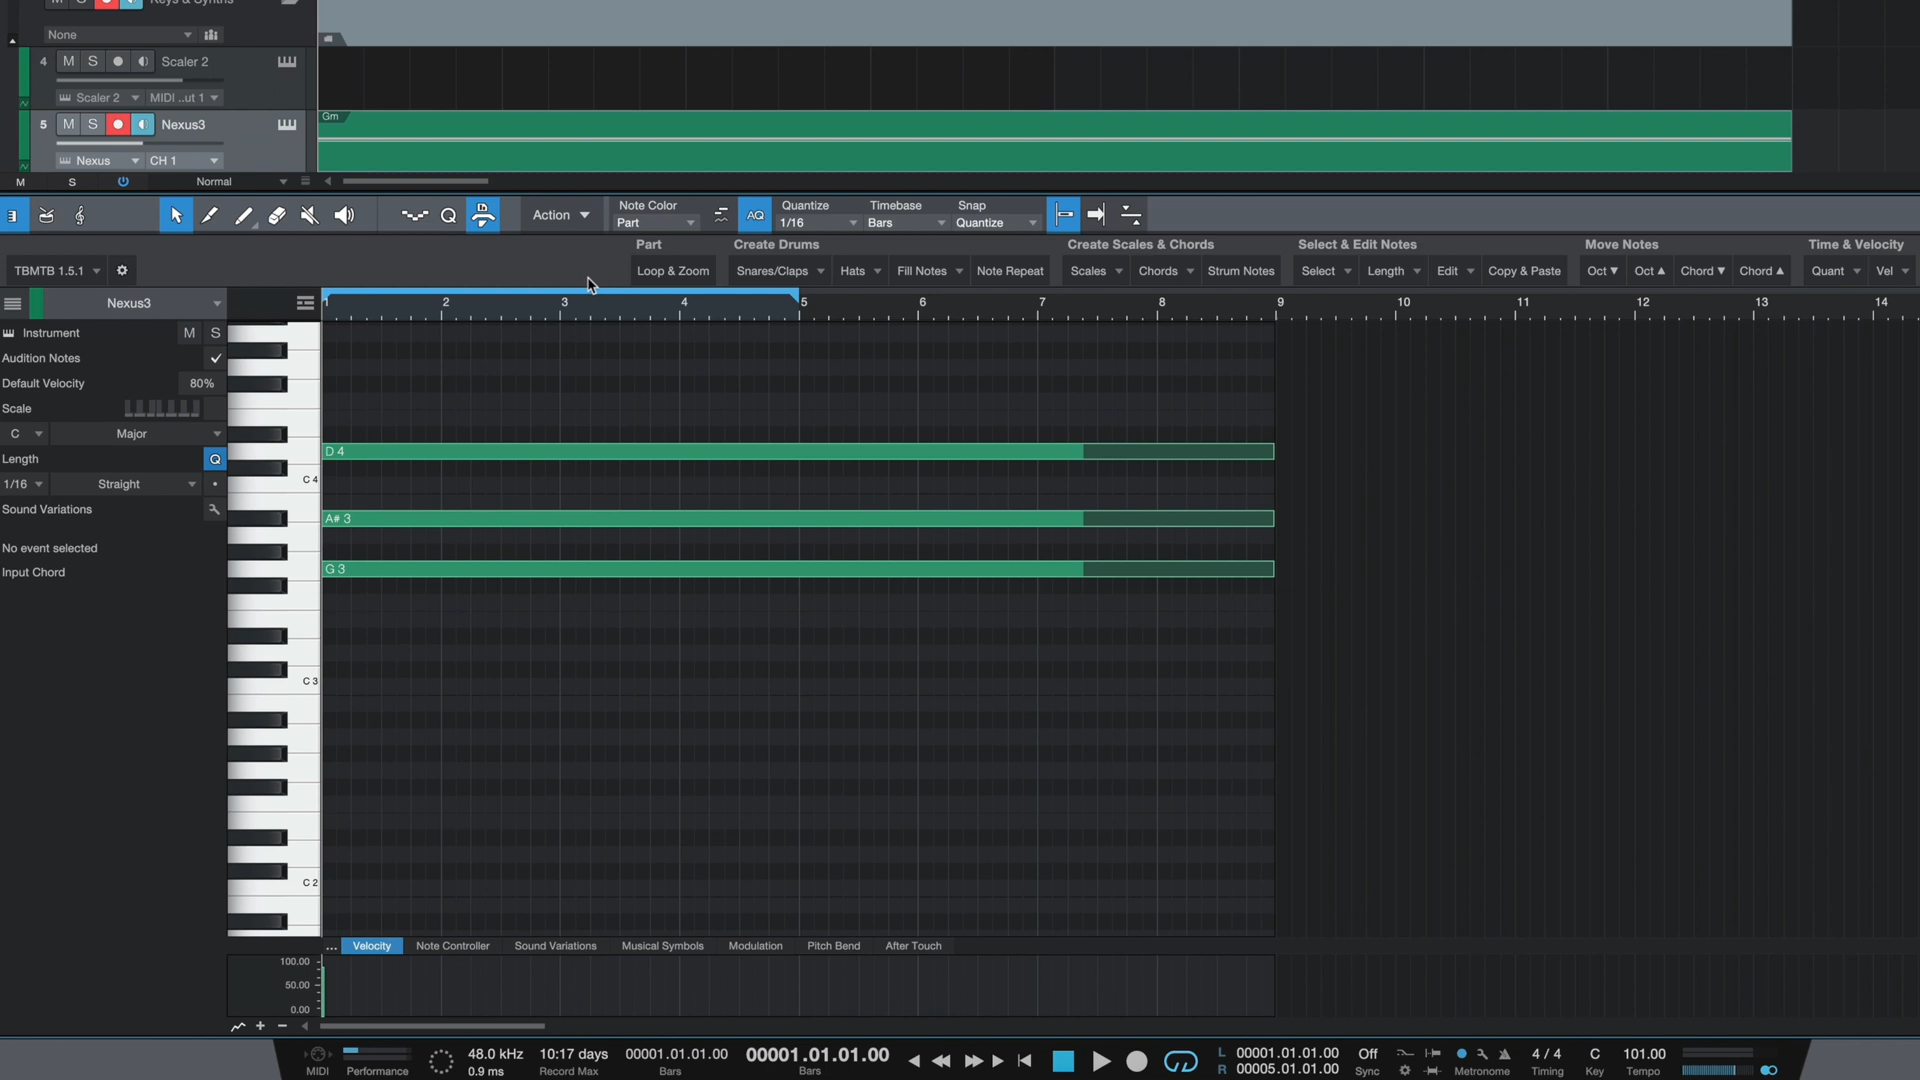 M S Keys & Synths
None
4 M S Scaler 2
Scaler 2 MIDI ..ut 1
5 M S Nexus3
Nexus CH 1
Gm
M S Normal
Action
Note Color
Part
AQ
Quantize
1/16
Timebase
Bars
Snap
Quantize
Part Create Drums Create Scales & Chords Select & Edit Notes Move Notes Time & Velocity
TBMTB 1.5.1 Loop & Zoom Snares/Claps Hats Fill Notes Note Repeat Scales Chords Strum Notes Select Length Edit Copy & Paste Oct▼ Oct▲ Chord▼ Chord▲ Quant Vel
Nexus3
1 2 3 4 5 6 7 8 9 10 11 12 13 14
Instrument M S
Audition Notes
Default Velocity 80%
Scale
C Major
Length Q
1/16 Straight
Sound Variations
No event selected
Input Chord
D 4
C 4
A# 3
G 3
C 3
C 2
... Velocity Note Controller Sound Variations Musical Symbols Modulation Pitch Bend After Touch
100.00
50.00
0.00
MIDI
Performance
48.0 kHz
0.9 ms
10:17 days
Record Max
00001.01.01.00
Bars
00001.01.01.00
Bars
L 00001.01.01.00
R 00005.01.01.00
Off
Sync
Metronome
4 / 4
Timing
C
Key
101.00
Tempo